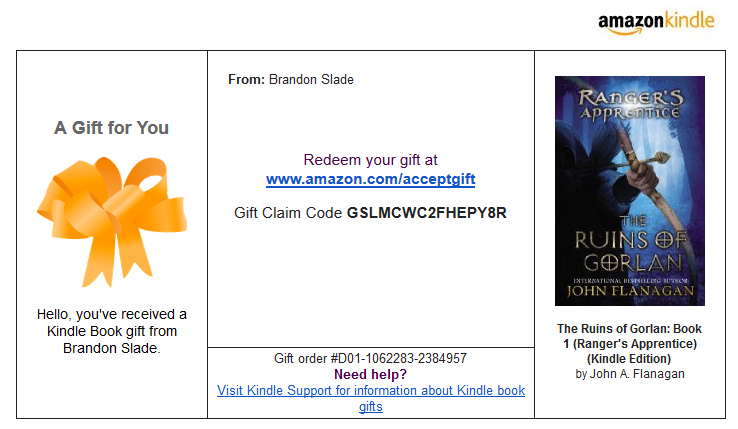 amazonkindle
A Gift for You
Hello, you've received a
Kindle Book gift from
Brandon Slade.
From: Brandon Slade
Redeem your gift at
www.amazon.com/acceptgift
Gift Claim Code GSLMCWC2FHEPY8R
Gift order #D01-1062283-2384957
Need help?
Visit Kindle Support for information about Kindle book
gifts
RANGER'S
APPRENTICE
THE
RUINS OF
GORLAN
INTERNATIONAL BESTSELLING AUTHOR
JOHN FLANAGAN
The Ruins of Gorlan: Book
1 (Ranger's Apprentice)
(Kindle Edition)
by John A. Flanagan